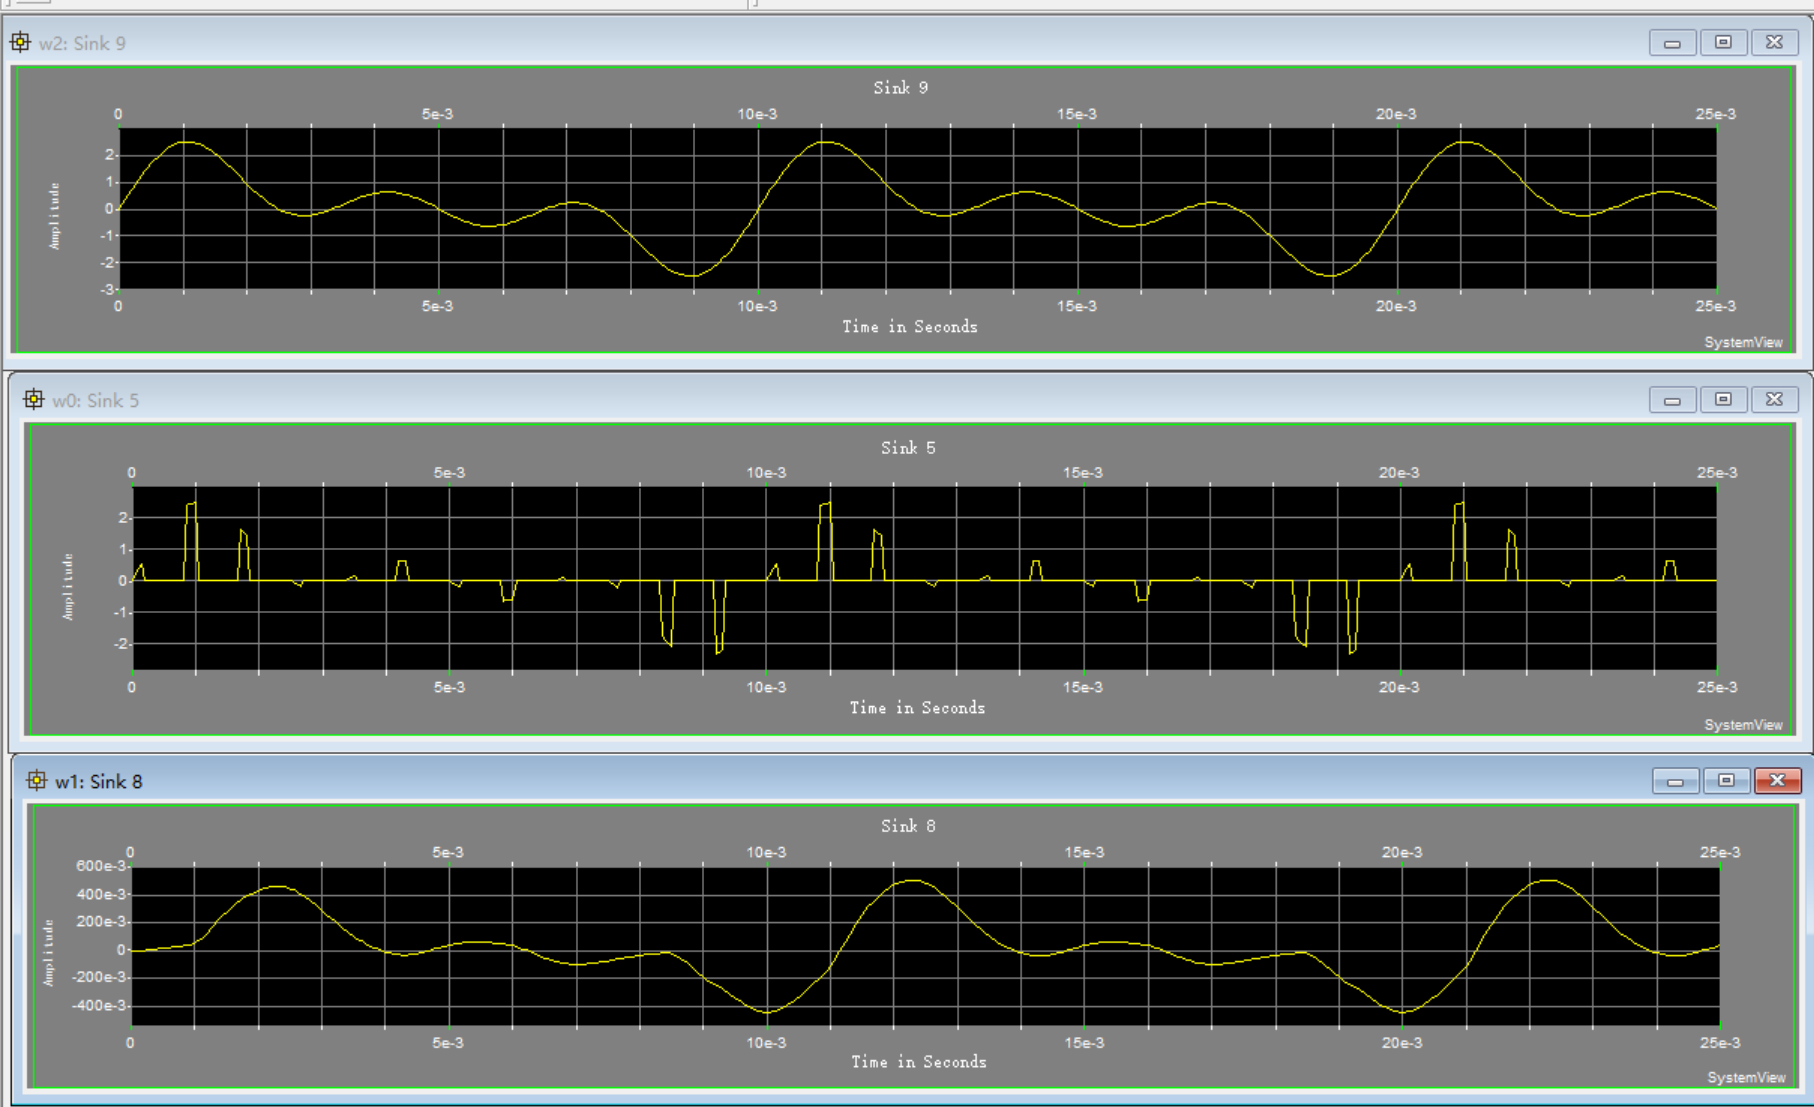 w2: Sink 9
Sink 9
0 5e-3 10e-3 15e-3 20e-3 25e-3
2
1
0
-1
-2
-3
Amplitude
0 5e-3 10e-3 15e-3 20e-3 25e-3
Time in Seconds
SystemView
w0: Sink 5
Sink 5
0 5e-3 10e-3 15e-3 20e-3 25e-3
2
1
0
-1
-2
Amplitude
0 5e-3 10e-3 15e-3 20e-3 25e-3
Time in Seconds
SystemView
w1: Sink 8
Sink 8
0 5e-3 10e-3 15e-3 20e-3 25e-3
600e-3
400e-3
200e-3
0
-200e-3
-400e-3
Amplitude
0 5e-3 10e-3 15e-3 20e-3 25e-3
Time in Seconds
SystemView